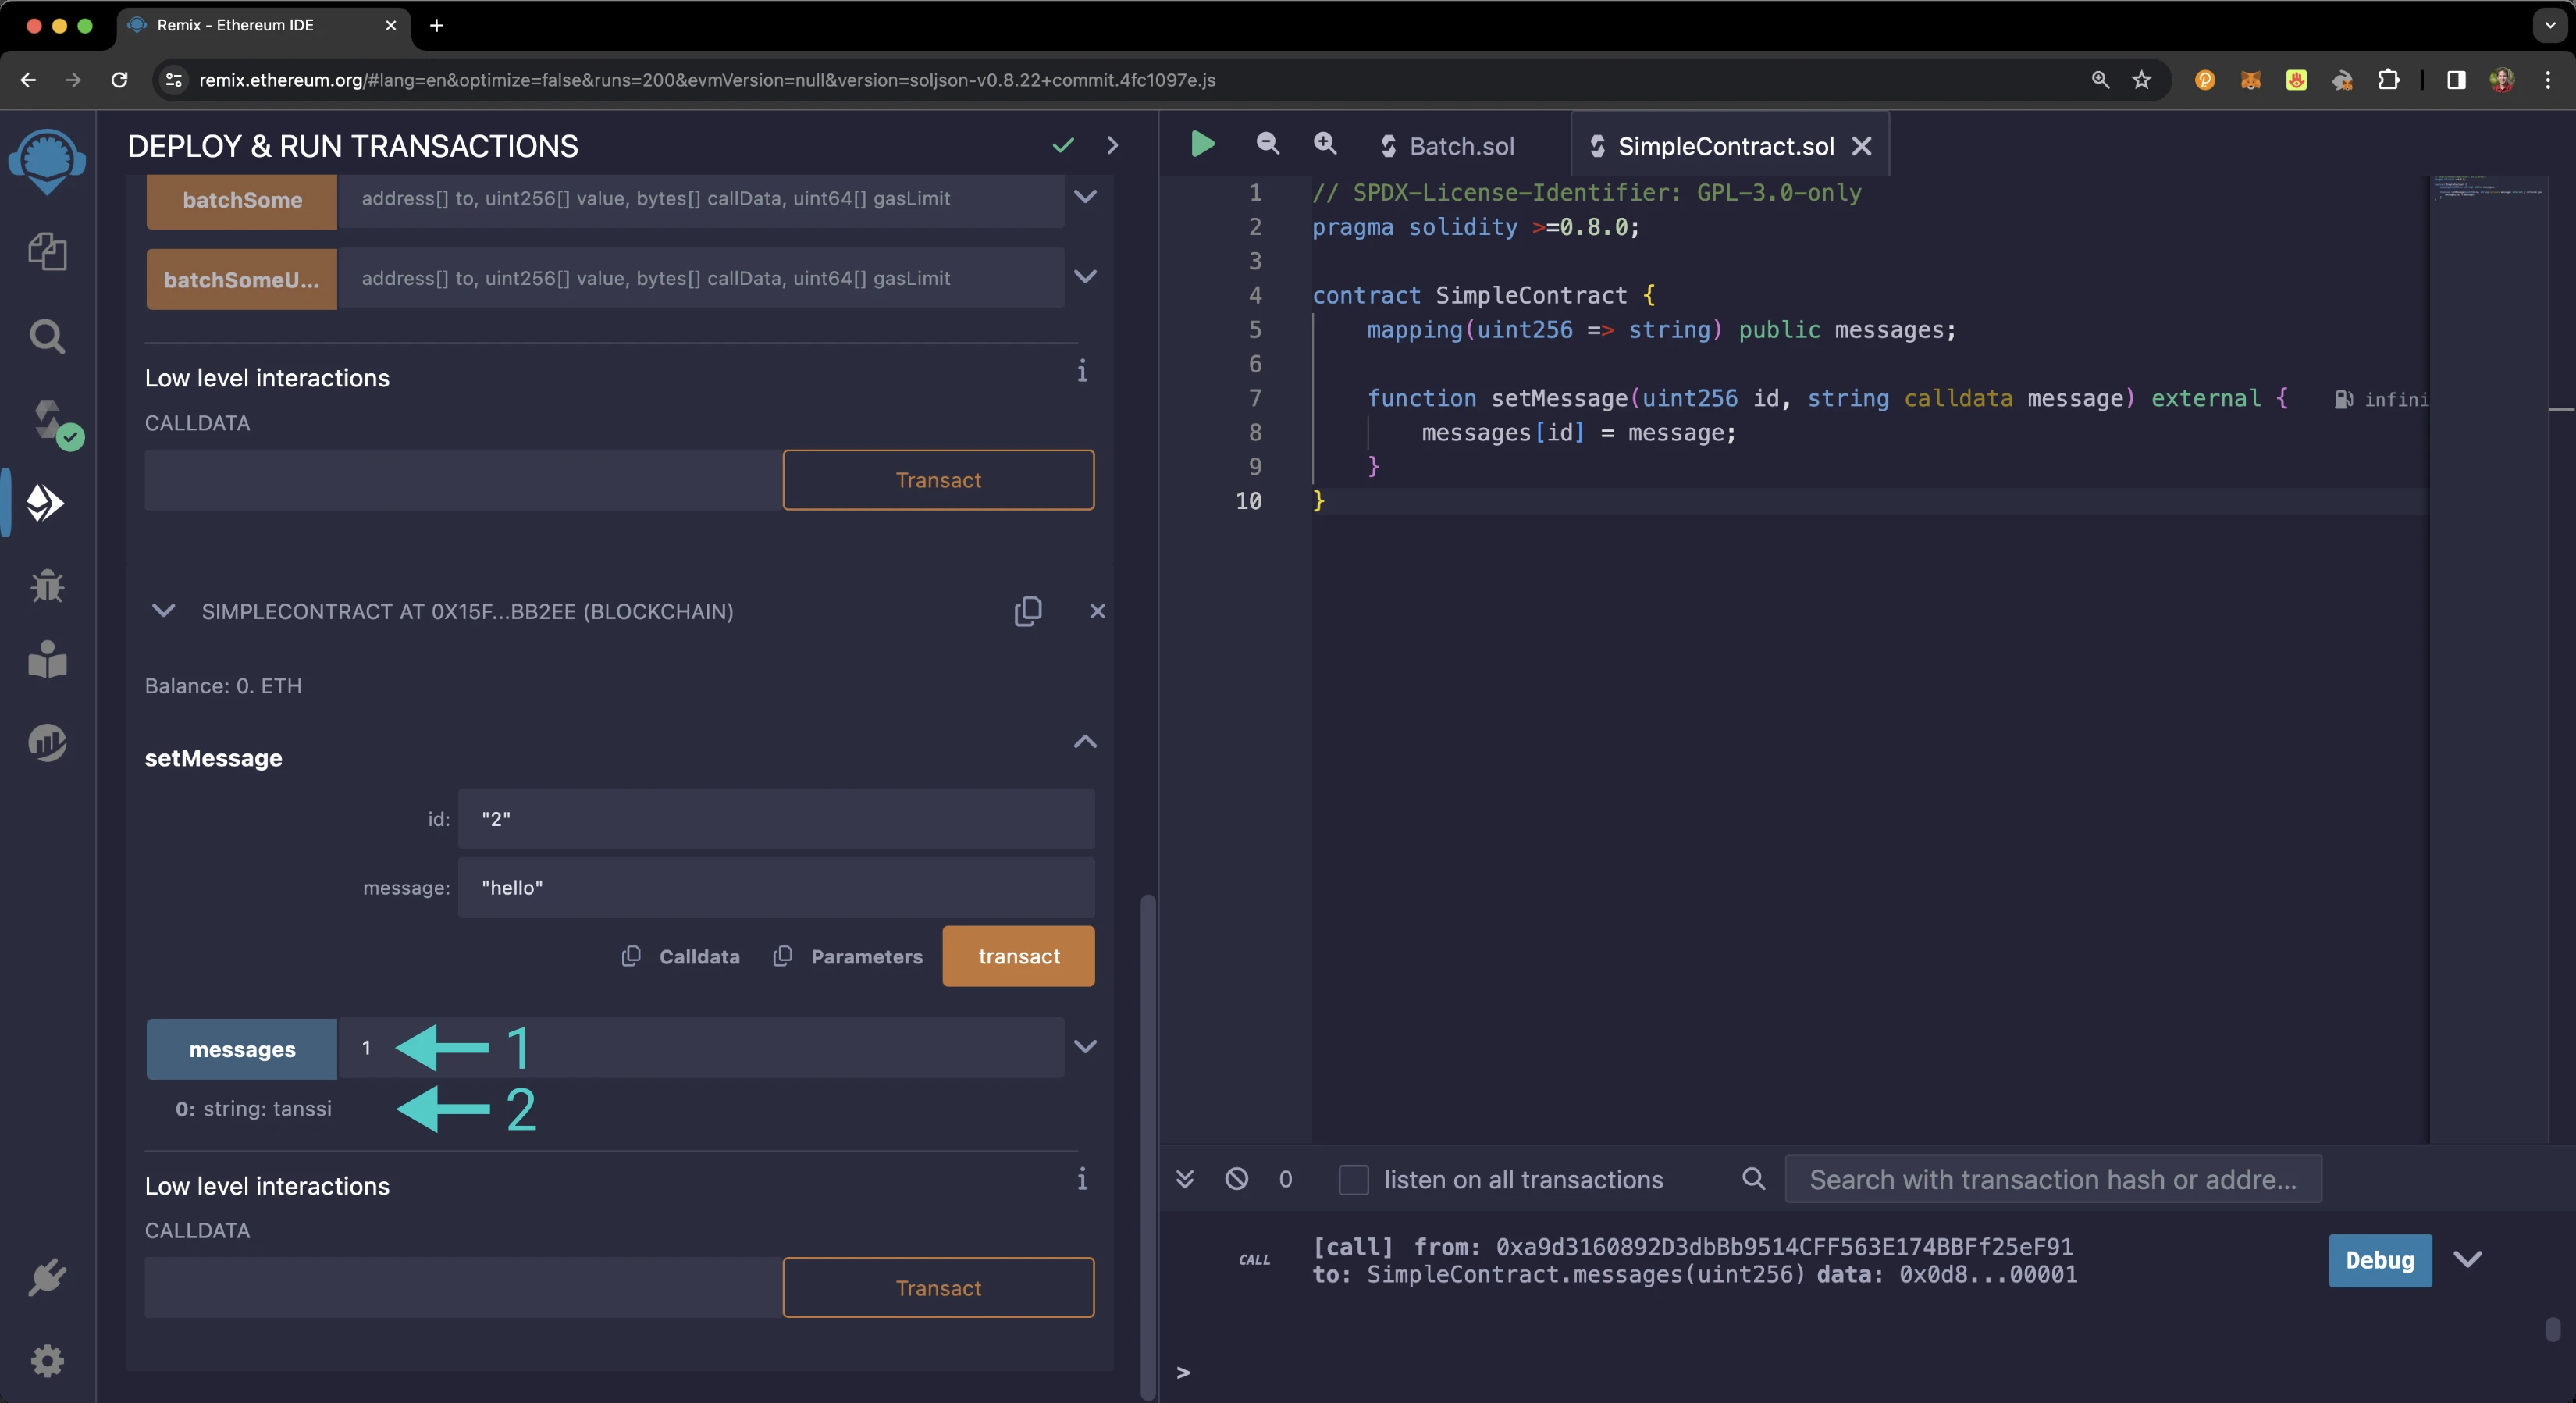 Remix - Ethereum IDE
remix.ethereum.org/#lang=en&optimize=false&runs=200&evmVersion=null&version=soljson-v0.8.22+commit.4fc1097e.js
DEPLOY & RUN TRANSACTIONS
batchSome address[] to, uint256[] value, bytes[] callData, uint64[] gasLimit
batchSomeU... address[] to, uint256[] value, bytes[] callData, uint64[] gasLimit
Low level interactions
i
CALLDATA
Transact
SIMPLECONTRACT AT 0X15F...BB2EE (BLOCKCHAIN)
Balance: 0. ETH
setMessage
id: "2"
message: "hello"
Calldata Parameters transact
messages 1 1
0: string: tanssi 2
Low level interactions
i
CALLDATA
Transact
Batch.sol SimpleContract.sol
1 // SPDX-License-Identifier: GPL-3.0-only
2 pragma solidity >=0.8.0;
3
4 contract SimpleContract {
5 mapping(uint256 => string) public messages;
6
7 function setMessage(uint256 id, string calldata message) external { infini
8 messages[id] = message;
9 }
10 }
0 listen on all transactions Search with transaction hash or addre...
CALL [call] from: 0xa9d3160892D3dbBb9514CFF563E174BBFf25eF91
to: SimpleContract.messages(uint256) data: 0x0d8...00001
Debug
>